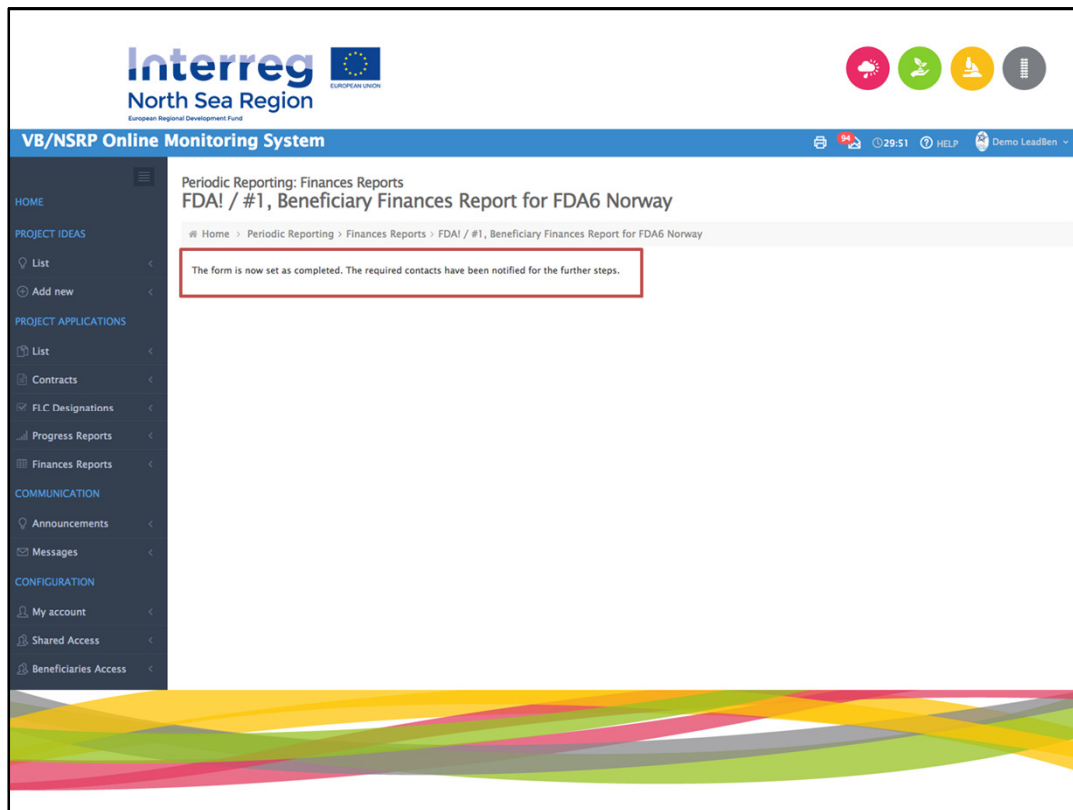 Interreg
EUROPEAN UNION
North Sea Region
European Regional Development Fund
VB/NSRP Online Monitoring System
94
29:51
HELP
Demo LeadBen
HOME
PROJECT IDEAS
List
Add new
PROJECT APPLICATIONS
List
Contracts
FLC Designations
Progress Reports
Finances Reports
COMMUNICATION
Announcements
Messages
CONFIGURATION
My account
Shared Access
Beneficiaries Access
Periodic Reporting: Finances Reports
FDA! / #1, Beneficiary Finances Report for FDA6 Norway
Home > Periodic Reporting > Finances Reports > FDA! / #1, Beneficiary Finances Report for FDA6 Norway
The form is now set as completed. The required contacts have been notified for the further steps.